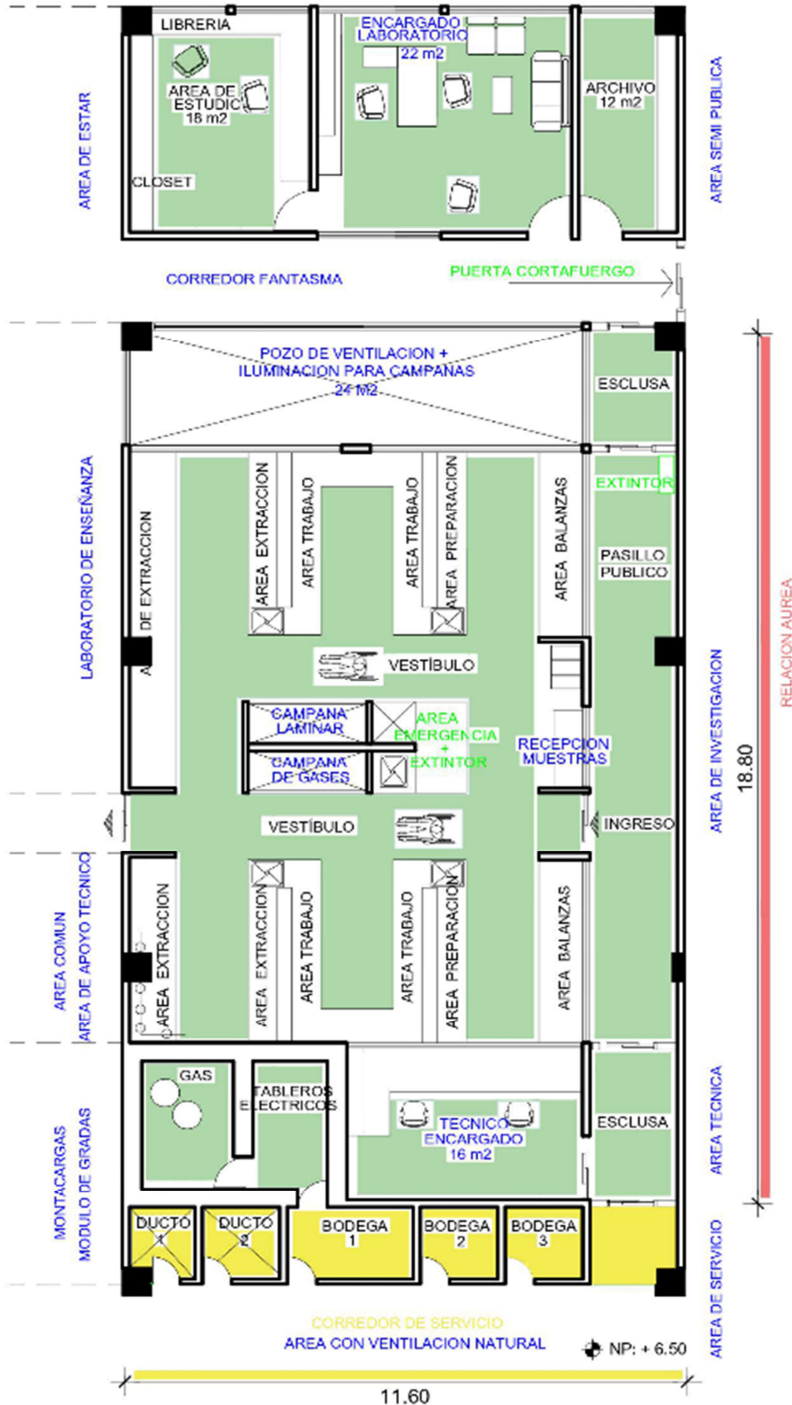 LIBRERIA
ENCARGADO
LABORATORIO
22 m2
AREA DE
ESTUDIO
18 m2
ARCHIVO
12 m2
CLOSET
AREA DE ESTAR
AREA SEMI PUBLICA
CORREDOR FANTASMA
PUERTA CORTAFUERGO
POZO DE VENTILACION +
ILUMINACION PARA CAMPANAS
24 M2
ESCLUSA
LABORATORIO DE ENSEÑANZA
DE EXTRACCION
AREA EXTRACCION
AREA TRABAJO
AREA TRABAJO
AREA PREPARACION
AREA BALANZAS
EXTINTOR
PASILLO
PUBLICO
VESTÍBULO
CAMPANA
LAMINAR
CAMPANA
DE GASES
AREA
EMERGENCIA
+
EXTINTOR
RECEPCION
MUESTRAS
AREA DE INVESTIGACION
18.80
RELACION AUREA
VESTÍBULO
INGRESO
AREA COMUN
AREA DE APOYO TECNICO
AREA EXTRACCION
AREA EXTRACCION
AREA TRABAJO
AREA TRABAJO
AREA PREPARACION
AREA BALANZAS
GAS
TABLEROS
ELECTRICOS
TECNICO
ENCARGADO
16 m2
ESCLUSA
AREA TECNICA
MONTACARGAS
MODULO DE GRADAS
DUCTO
1
DUCTO
2
BODEGA
1
BODEGA
2
BODEGA
3
AREA DE SERVICIO
CORREDOR DE SERVICIO
AREA CON VENTILACION NATURAL
NP: + 6.50
11.60